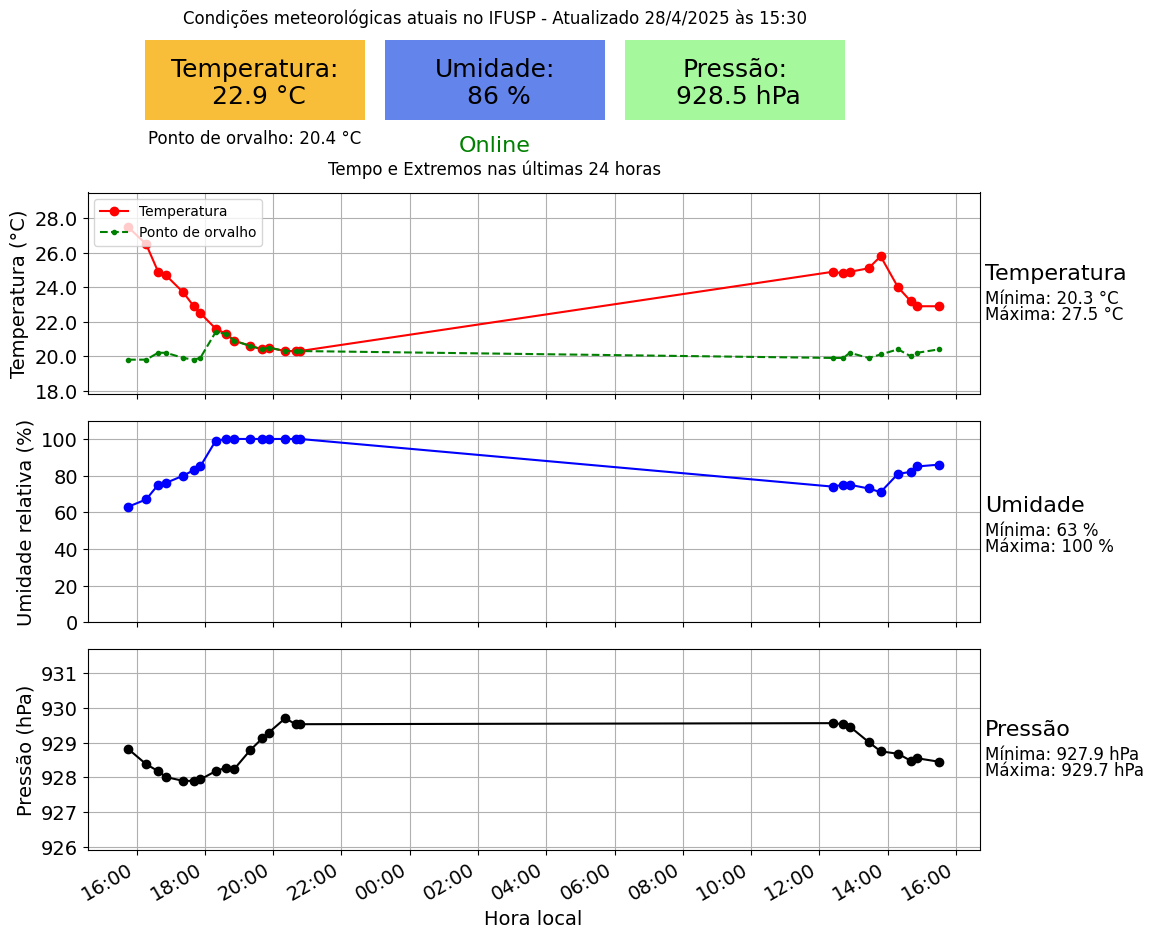 Condições meteorológicas atuais no IFUSP - Atualizado 28/4/2025 às 15:30
Temperatura:
22.9 °C
Umidade:
86 %
Pressão:
928.5 hPa
Ponto de orvalho: 20.4 °C
Online
Tempo e Extremos nas últimas 24 horas
Temperatura (°C)
28.0
26.0
24.0
22.0
20.0
18.0
Temperatura
Ponto de orvalho
Temperatura
Mínima: 20.3 °C
Máxima: 27.5 °C
Umidade relativa (%)
100
80
60
40
20
0
Umidade
Mínima: 63 %
Máxima: 100 %
Pressão (hPa)
931
930
929
928
927
926
Pressão
Mínima: 927.9 hPa
Máxima: 929.7 hPa
16:00 18:00 20:00 22:00 00:00 02:00 04:00 06:00 08:00 10:00 12:00 14:00 16:00
Hora local